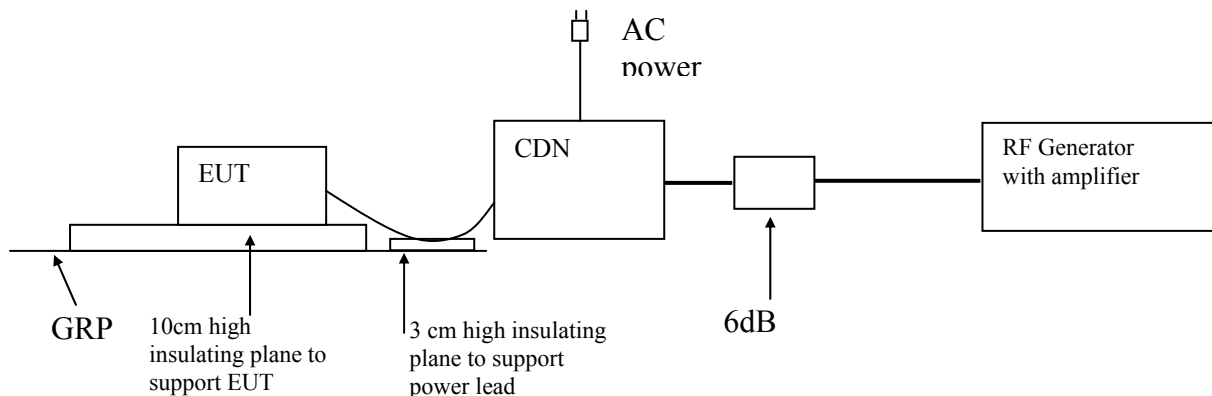 AC
power
CDN
EUT
RF Generator
with amplifier
GRP
10cm high
insulating plane to
support EUT
3 cm high insulating
plane to support
power lead
6dB